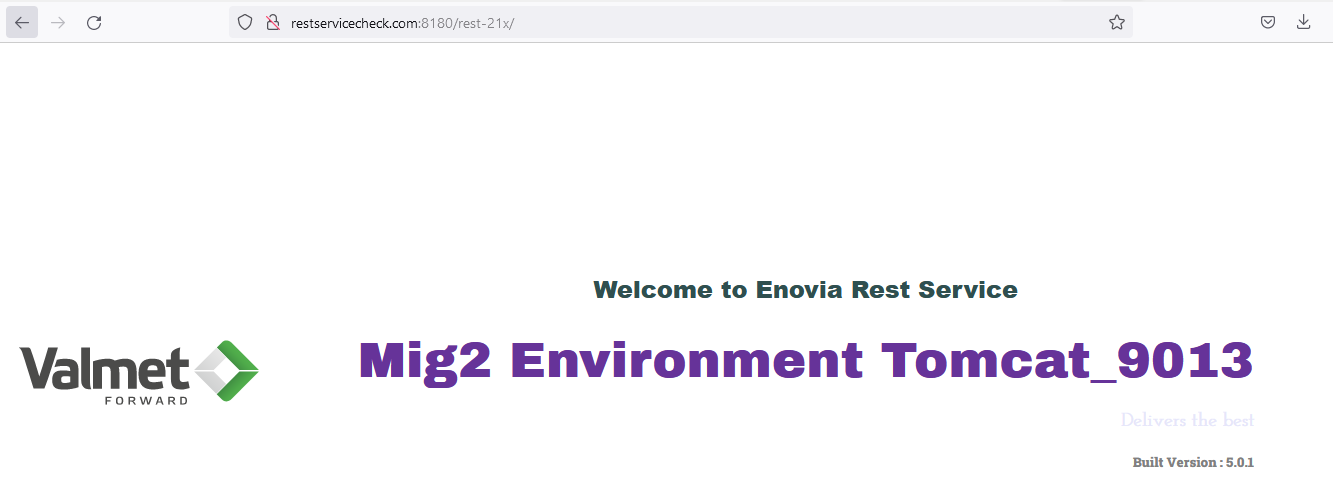 restservicecheck.com:8180/rest-21x/
Welcome to Enovia Rest Service
Valmet
FORWARD
Mig2 Environment Tomcat_9013
Delivers the best
Built Version : 5.0.1